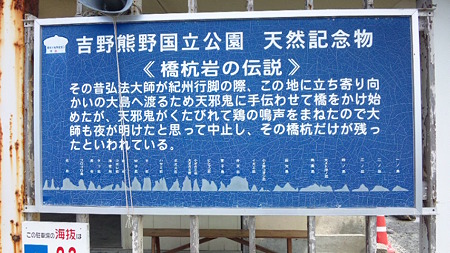 吉野熊野国立公園 天然記念物
《橋杭岩の伝説》
その昔弘法大師が紀州行脚の際、この地に立ち寄り向
かいの大島へ渡るため天邪鬼に手伝わせて橋をかけ始
めたが、天邪鬼がくたびれて鶏の鳴声をまねたので大
師も夜が明けたと思って中止し、その橋杭だけが残っ
たといわれている。
この駐車場の海抜は